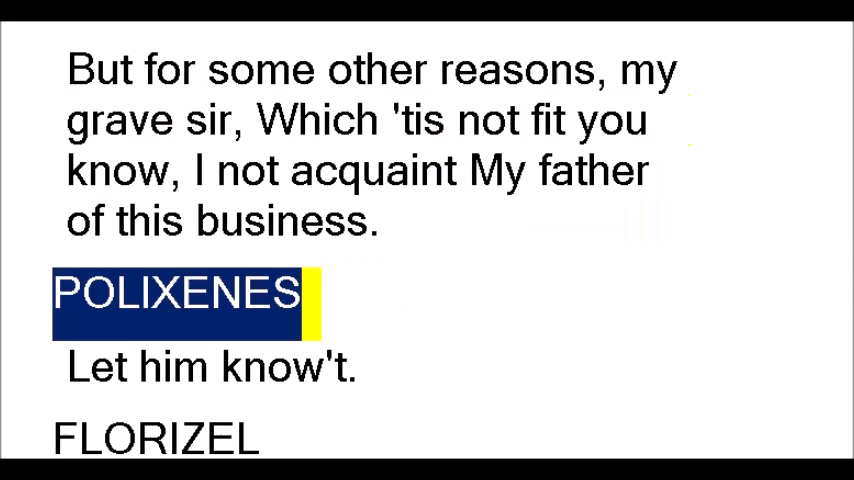 But for some other reasons, my
grave sir, Which 'tis not fit you
know, I not acquaint My father
of this business.
POLIXENES
Let him know't.
FLORIZEL